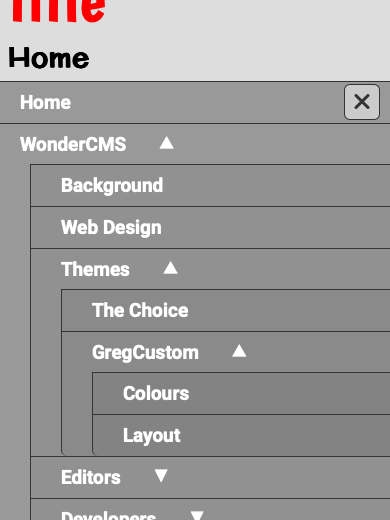 Title
Home
Home
WonderCMS
Background
Web Design
Themes
The Choice
GregCustom
Colours
Layout
Editors
Developers